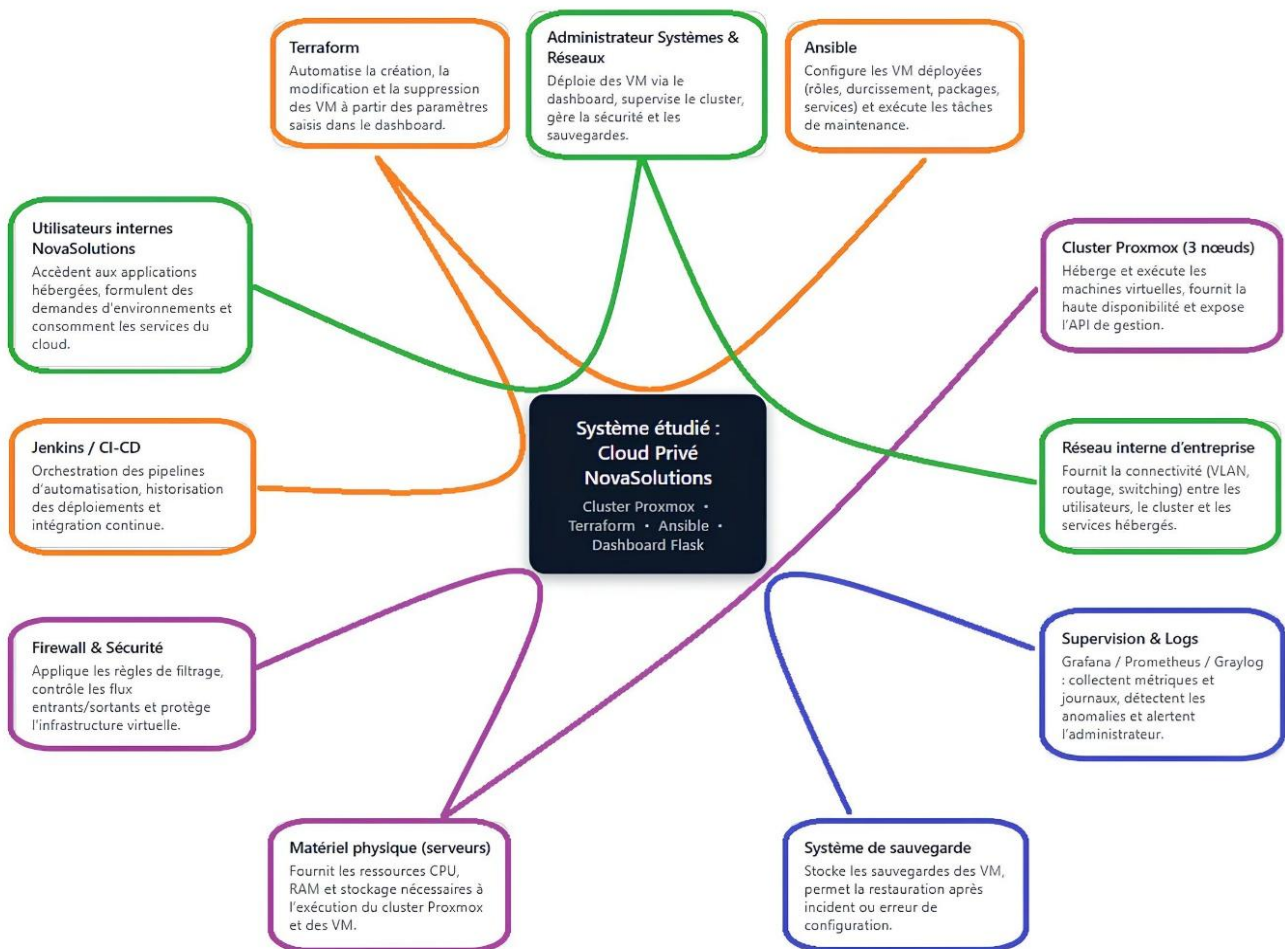 Terraform
Automatise la création, la
modification et la suppression
des VM à partir des paramètres
saisis dans le dashboard.
Administrateur Systèmes &
Réseaux
Déploie des VM via le
dashboard, supervise le cluster,
gère la sécurité et les
sauvegardes.
Ansible
Configure les VM déployées
(rôles, durcissement, packages,
services) et exécute les tâches
de maintenance.
Utilisateurs internes
NovaSolutions
Accèdent aux applications
hébergées, formulent des
demandes d'environnements et
consomment les services du
cloud.
Cluster Proxmox (3 nœuds)
Héberge et exécute les
machines virtuelles, fournit la
haute disponibilité et expose
l'API de gestion.
Jenkins / CI-CD
Orchestration des pipelines
d'automatisation, historisation
des déploiements et
intégration continue.
Système étudié :
Cloud Privé
NovaSolutions
Cluster Proxmox •
Terraform • Ansible •
Dashboard Flask
Réseau interne d'entreprise
Fournit la connectivité (VLAN,
routage, switching) entre les
utilisateurs, le cluster et les
services hébergés.
Firewall & Sécurité
Applique les règles de filtrage,
contrôle les flux
entrants/sortants et protège
l'infrastructure virtuelle.
Supervision & Logs
Grafana / Prometheus / Graylog
: collectent métriques et
journaux, détectent les
anomalies et alertent
l'administrateur.
Matériel physique (serveurs)
Fournit les ressources CPU,
RAM et stockage nécessaires à
l'exécution du cluster Proxmox
et des VM.
Système de sauvegarde
Stocke les sauvegardes des VM,
permet la restauration après
incident ou erreur de
configuration.